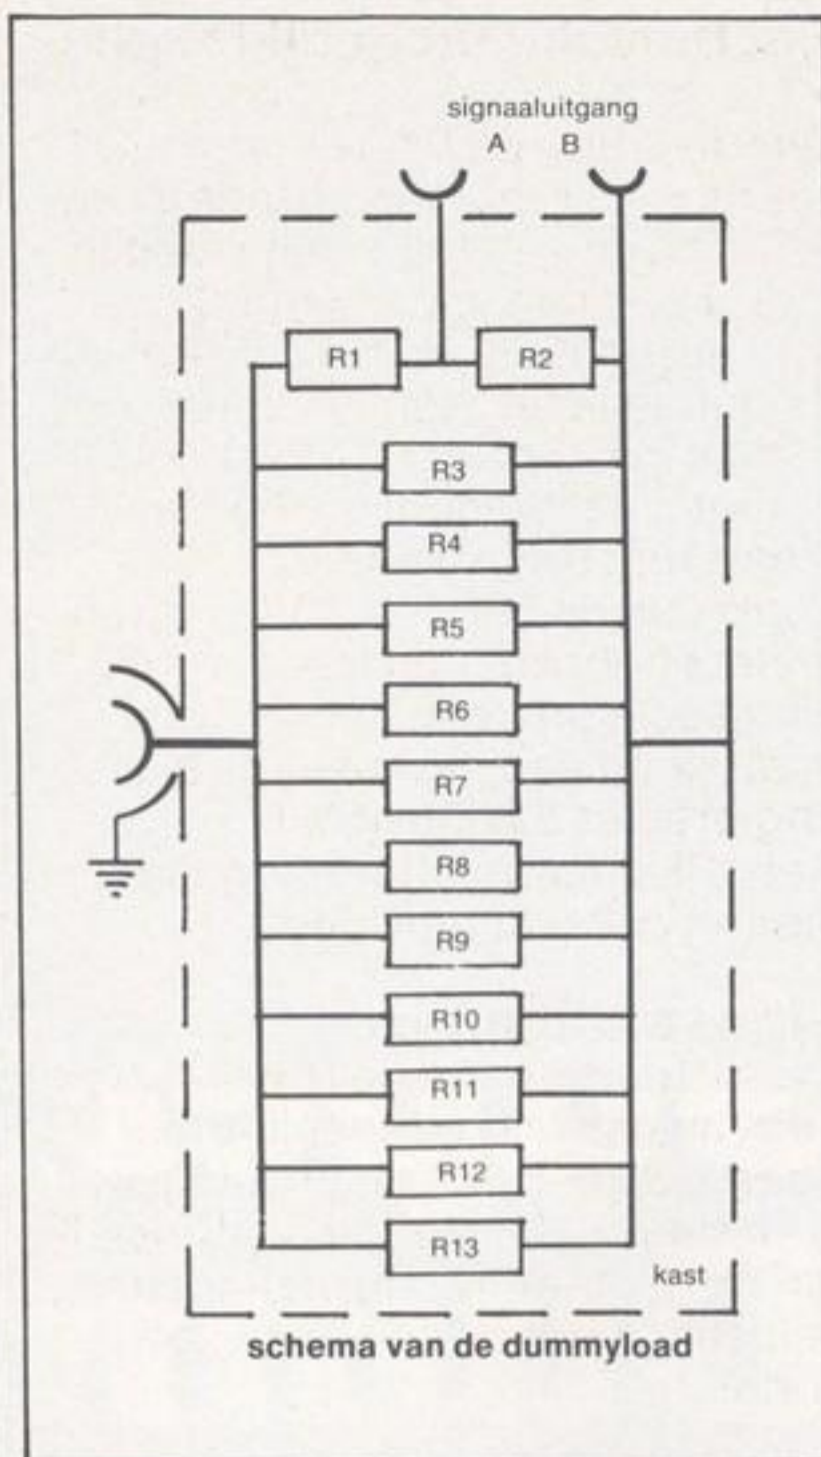 signaaluitgang
A B
R1 R2
R3
R4
R5
R6
R7
R8
R9
R10
R11
R12
R13
kast
schema van de dummyload